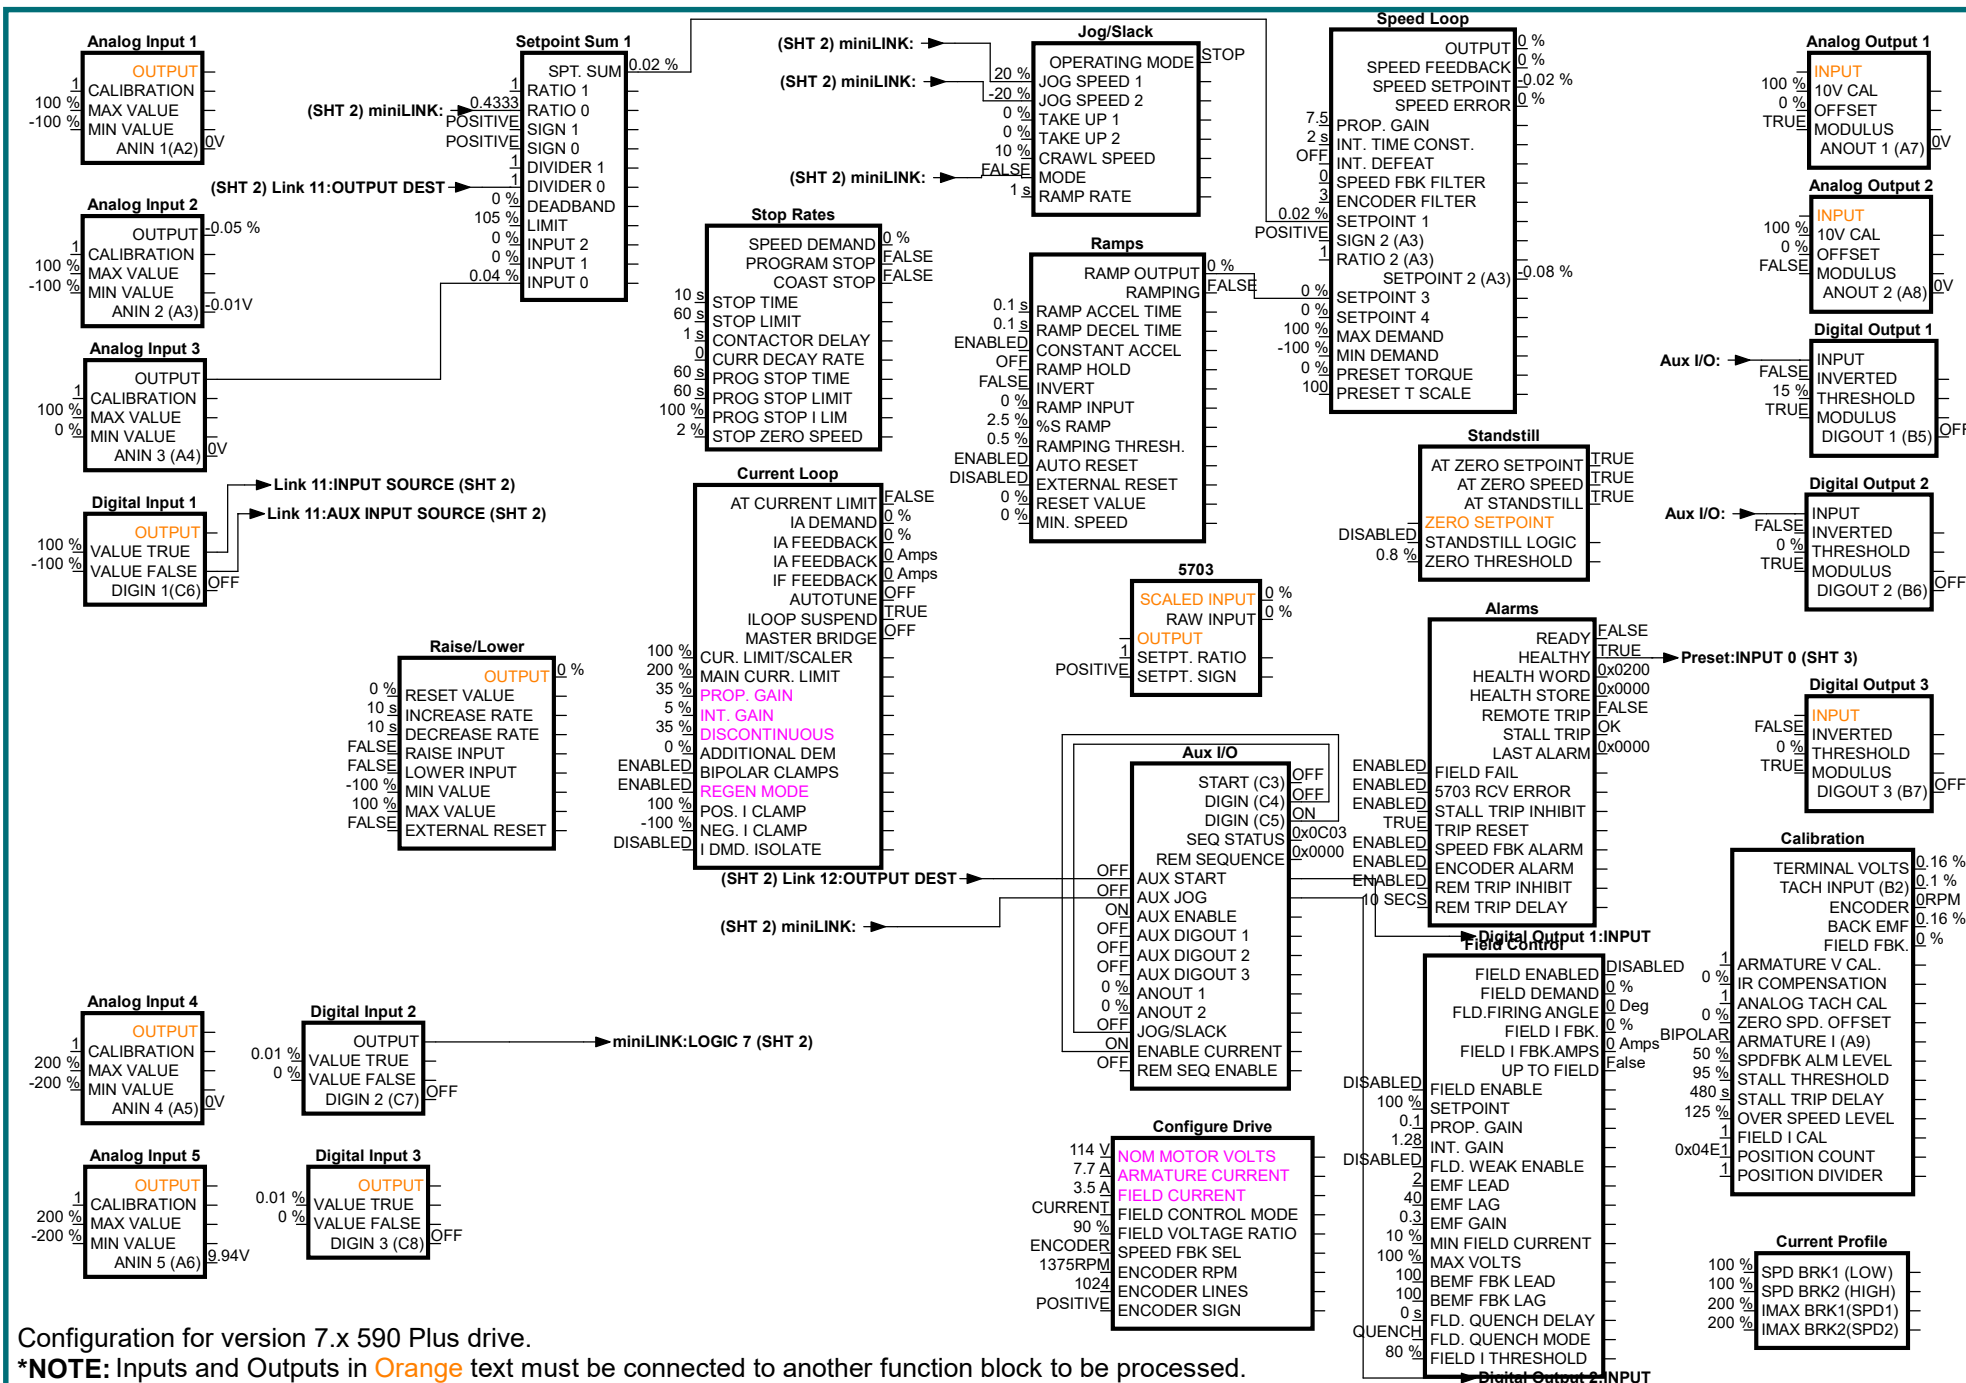 Analog Input 1
OUTPUT
1 CALIBRATION
100 % MAX VALUE
-100 % MIN VALUE
ANIN 1(A2) 0V
Analog Input 2
OUTPUT -0.05 %
1 CALIBRATION
100 % MAX VALUE
-100 % MIN VALUE
ANIN 2 (A3) -0.01V
Analog Input 3
OUTPUT
1 CALIBRATION
100 % MAX VALUE
0 % MIN VALUE
ANIN 3 (A4) 0V
Digital Input 1
OUTPUT
100 % VALUE TRUE
-100 % VALUE FALSE
DIGIN 1(C6) OFF
Link 11:INPUT SOURCE (SHT 2)
Link 11:AUX INPUT SOURCE (SHT 2)
Setpoint Sum 1
SPT. SUM 0.02 %
1 RATIO 1
(SHT 2) miniLINK: 0.4333 RATIO 0
POSITIVE SIGN 1
POSITIVE SIGN 0
1 DIVIDER 1
(SHT 2) Link 11:OUTPUT DEST 1 DIVIDER 0
0 % DEADBAND
105 % LIMIT
0 % INPUT 2
0 % INPUT 1
0.04 % INPUT 0
Raise/Lower
OUTPUT 0 %
0 % RESET VALUE
10 s INCREASE RATE
10 s DECREASE RATE
FALSE RAISE INPUT
FALSE LOWER INPUT
-100 % MIN VALUE
100 % MAX VALUE
FALSE EXTERNAL RESET
Analog Input 4
OUTPUT
1 CALIBRATION
200 % MAX VALUE
-200 % MIN VALUE
ANIN 4 (A5) 0V
Analog Input 5
OUTPUT
1 CALIBRATION
200 % MAX VALUE
-200 % MIN VALUE
ANIN 5 (A6) 9.94V
Digital Input 2
OUTPUT
0.01 % VALUE TRUE
0 % VALUE FALSE
DIGIN 2 (C7) OFF
miniLINK:LOGIC 7 (SHT 2)
Digital Input 3
OUTPUT
0.01 % VALUE TRUE
0 % VALUE FALSE
DIGIN 3 (C8) OFF
Stop Rates
SPEED DEMAND 0 %
PROGRAM STOP FALSE
COAST STOP FALSE
10 s STOP TIME
60 s STOP LIMIT
1 s CONTACTOR DELAY
0 CURR DECAY RATE
60 s PROG STOP TIME
60 s PROG STOP LIMIT
100 % PROG STOP I LIM
2 % STOP ZERO SPEED
Current Loop
AT CURRENT LIMIT FALSE
IA DEMAND 0 %
IA FEEDBACK 0 %
IA FEEDBACK 0 Amps
IF FEEDBACK 0 Amps
AUTOTUNE OFF
ILOOP SUSPEND TRUE
MASTER BRIDGE OFF
100 % CUR. LIMIT/SCALER
200 % MAIN CURR. LIMIT
35 % PROP. GAIN
5 % INT. GAIN
35 % DISCONTINUOUS
0 % ADDITIONAL DEM
ENABLED BIPOLAR CLAMPS
ENABLED REGEN MODE
100 % POS. I CLAMP
-100 % NEG. I CLAMP
DISABLED I DMD. ISOLATE
Jog/Slack
(SHT 2) miniLINK:
(SHT 2) miniLINK:
(SHT 2) miniLINK:
OPERATING MODE STOP
20 % JOG SPEED 1
-20 % JOG SPEED 2
0 % TAKE UP 1
0 % TAKE UP 2
10 % CRAWL SPEED
FALSE MODE
1 s RAMP RATE
Ramps
RAMP OUTPUT 0 %
RAMPING FALSE
0.1 s RAMP ACCEL TIME
0.1 s RAMP DECEL TIME
ENABLED CONSTANT ACCEL
OFF RAMP HOLD
FALSE INVERT
0 % RAMP INPUT
2.5 % %S RAMP
0.5 % RAMPING THRESH.
ENABLED AUTO RESET
DISABLED EXTERNAL RESET
0 % RESET VALUE
0 % MIN. SPEED
5703
SCALED INPUT 0 %
RAW INPUT 0 %
OUTPUT
1 SETPT. RATIO
POSITIVE SETPT. SIGN
Aux I/O
START (C3) OFF
DIGIN (C4) OFF
DIGIN (C5) ON
SEQ STATUS 0x0C03
REM SEQUENCE 0x0000
(SHT 2) Link 12:OUTPUT DEST OFF AUX START
(SHT 2) miniLINK: OFF AUX JOG
ON AUX ENABLE
OFF AUX DIGOUT 1
OFF AUX DIGOUT 2
OFF AUX DIGOUT 3
0 % ANOUT 1
0 % ANOUT 2
OFF JOG/SLACK
ON ENABLE CURRENT
OFF REM SEQ ENABLE
Configure Drive
114 V NOM MOTOR VOLTS
7.7 A ARMATURE CURRENT
3.5 A FIELD CURRENT
CURRENT FIELD CONTROL MODE
90 % FIELD VOLTAGE RATIO
ENCODER SPEED FBK SEL
1375RPM ENCODER RPM
1024 ENCODER LINES
POSITIVE ENCODER SIGN
Speed Loop
OUTPUT 0 %
SPEED FEEDBACK 0 %
SPEED SETPOINT -0.02 %
SPEED ERROR 0 %
7.5 PROP. GAIN
2 s INT. TIME CONST.
OFF INT. DEFEAT
0 SPEED FBK FILTER
3 ENCODER FILTER
0.02 % SETPOINT 1
POSITIVE SIGN 2 (A3)
1 RATIO 2 (A3)
SETPOINT 2 (A3) -0.08 %
0 % SETPOINT 3
0 % SETPOINT 4
100 % MAX DEMAND
-100 % MIN DEMAND
0 % PRESET TORQUE
100 PRESET T SCALE
Standstill
AT ZERO SETPOINT TRUE
AT ZERO SPEED TRUE
AT STANDSTILL TRUE
ZERO SETPOINT
DISABLED STANDSTILL LOGIC
0.8 % ZERO THRESHOLD
Alarms
READY FALSE
HEALTHY TRUE
Preset:INPUT 0 (SHT 3)
HEALTH WORD 0x0200
HEALTH STORE 0x0000
REMOTE TRIP FALSE
STALL TRIP OK
LAST ALARM 0x0000
ENABLED FIELD FAIL
ENABLED 5703 RCV ERROR
ENABLED STALL TRIP INHIBIT
TRUE TRIP RESET
ENABLED SPEED FBK ALARM
ENABLED ENCODER ALARM
ENABLED REM TRIP INHIBIT
10 SECS REM TRIP DELAY
Digital Output 1:INPUT
Field Control
FIELD ENABLED DISABLED
FIELD DEMAND 0 %
FLD.FIRING ANGLE 0 Deg
FIELD I FBK. 0 %
FIELD I FBK.AMPS 0 Amps
UP TO FIELD False
DISABLED FIELD ENABLE
100 % SETPOINT
0.1 PROP. GAIN
1.28 INT. GAIN
DISABLED FLD. WEAK ENABLE
2 EMF LEAD
40 EMF LAG
0.3 EMF GAIN
10 % MIN FIELD CURRENT
100 % MAX VOLTS
100 BEMF FBK LEAD
100 BEMF FBK LAG
0 s FLD. QUENCH DELAY
QUENCH FLD. QUENCH MODE
80 % FIELD I THRESHOLD
Digital Output 2:INPUT
Analog Output 1
INPUT
100 % 10V CAL
0 % OFFSET
TRUE MODULUS
ANOUT 1 (A7) 0V
Analog Output 2
INPUT
100 % 10V CAL
0 % OFFSET
FALSE MODULUS
ANOUT 2 (A8) 0V
Digital Output 1
Aux I/O: INPUT
FALSE INVERTED
15 % THRESHOLD
TRUE MODULUS
DIGOUT 1 (B5) OFF
Digital Output 2
Aux I/O: INPUT
FALSE INVERTED
0 % THRESHOLD
TRUE MODULUS
DIGOUT 2 (B6) OFF
Digital Output 3
INPUT
FALSE INVERTED
0 % THRESHOLD
TRUE MODULUS
DIGOUT 3 (B7) OFF
Calibration
TERMINAL VOLTS 0.16 %
TACH INPUT (B2) 0.1 %
ENCODER 0RPM
BACK EMF 0.16 %
FIELD FBK. 0 %
1 ARMATURE V CAL.
0 % IR COMPENSATION
1 ANALOG TACH CAL
0 % ZERO SPD. OFFSET
BIPOLAR ARMATURE I (A9)
50 % SPDFBK ALM LEVEL
95 % STALL THRESHOLD
480 s STALL TRIP DELAY
125 % OVER SPEED LEVEL
1 FIELD I CAL
0x04E1 POSITION COUNT
1 POSITION DIVIDER
Current Profile
100 % SPD BRK1 (LOW)
100 % SPD BRK2 (HIGH)
200 % IMAX BRK1(SPD1)
200 % IMAX BRK2(SPD2)
Configuration for version 7.x 590 Plus drive.
*NOTE: Inputs and Outputs in Orange text must be connected to another function block to be processed.